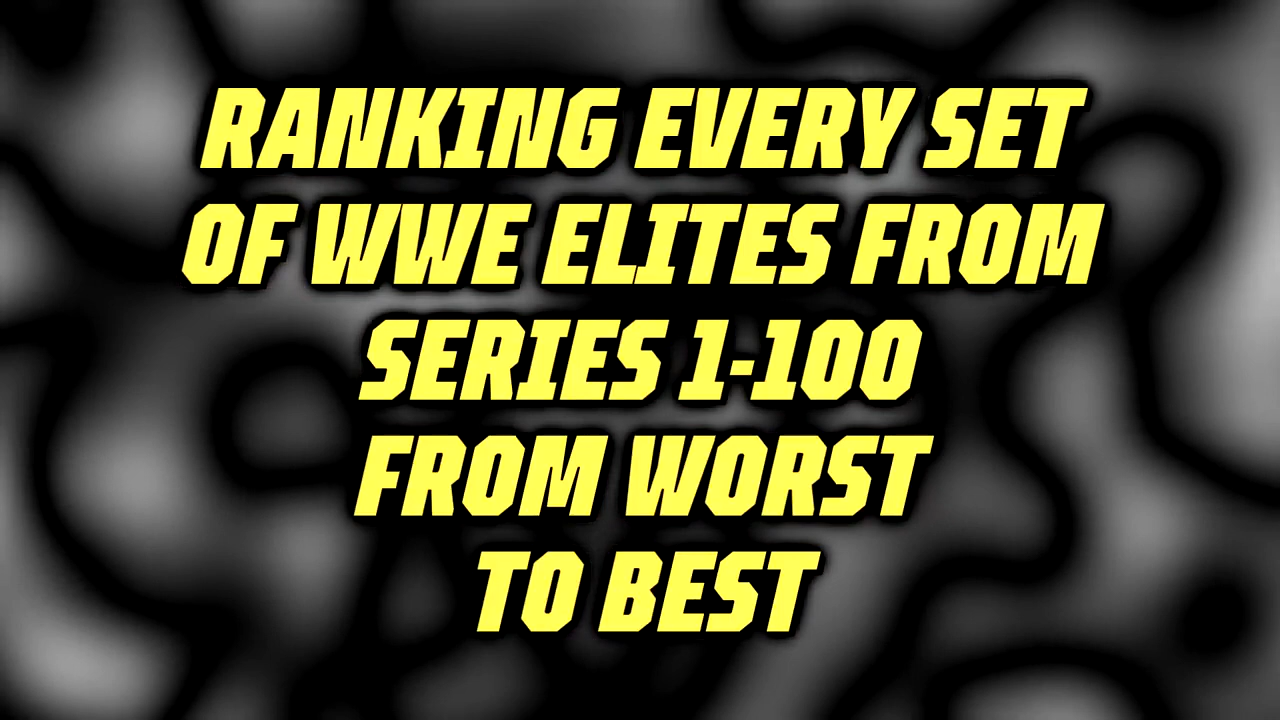 RANKING EVERY SET
OF WWE ELITES FROM
SERIES 1-100
FROM WORST
TO BEST